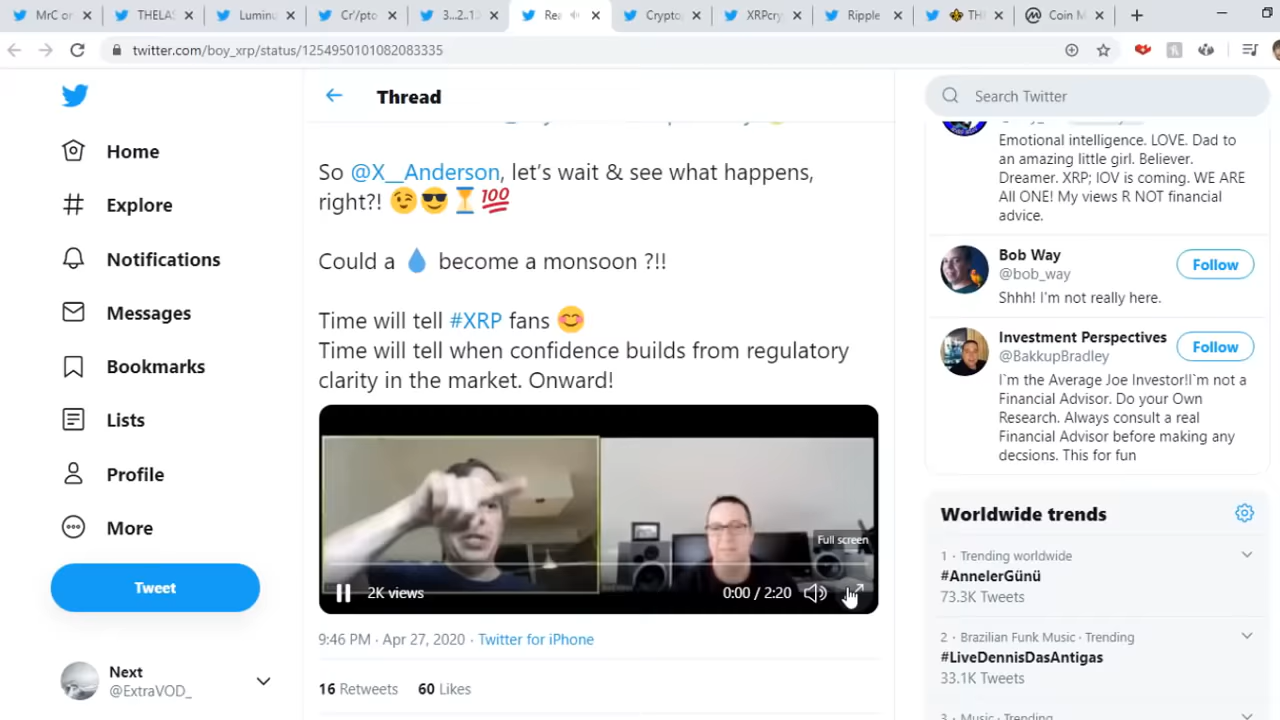 MrC or
THELAS
Luminu
Cr'/pto
3...2..1.
Rea
Crypto
XRPcry
Ripple
TH
Coin M
twitter.com/boy_xrp/status/1254950101082083335
Home
Explore
Notifications
Messages
Bookmarks
Lists
Profile
More
Tweet
Next
@ExtraVOD_
Thread
So @X__Anderson, let's wait & see what happens,
right?! 😉😎⏳💯
Could a 💧 become a monsoon ?!!
Time will tell #XRP fans 😊
Time will tell when confidence builds from regulatory
clarity in the market. Onward!
Full screen
2K views
0:00 / 2:20
9:46 PM · Apr 27, 2020 · Twitter for iPhone
16 Retweets 60 Likes
Search Twitter
Emotional intelligence. LOVE. Dad to
an amazing little girl. Believer.
Dreamer. XRP; IOV is coming. WE ARE
All ONE! My views R NOT financial
advice.
Bob Way
@bob_way
Follow
Shhh! I'm not really here.
Investment Perspectives
@BakkupBradley
Follow
I`m the Average Joe Investor!I`m not a
Financial Advisor. Do your Own
Research. Always consult a real
Financial Advisor before making any
decsions. This for fun
Worldwide trends
1 · Trending worldwide
#AnnelerGünü
73.3K Tweets
2 · Brazilian Funk Music · Trending
#LiveDennisDasAntigas
33.1K Tweets
3 · Music · Trending